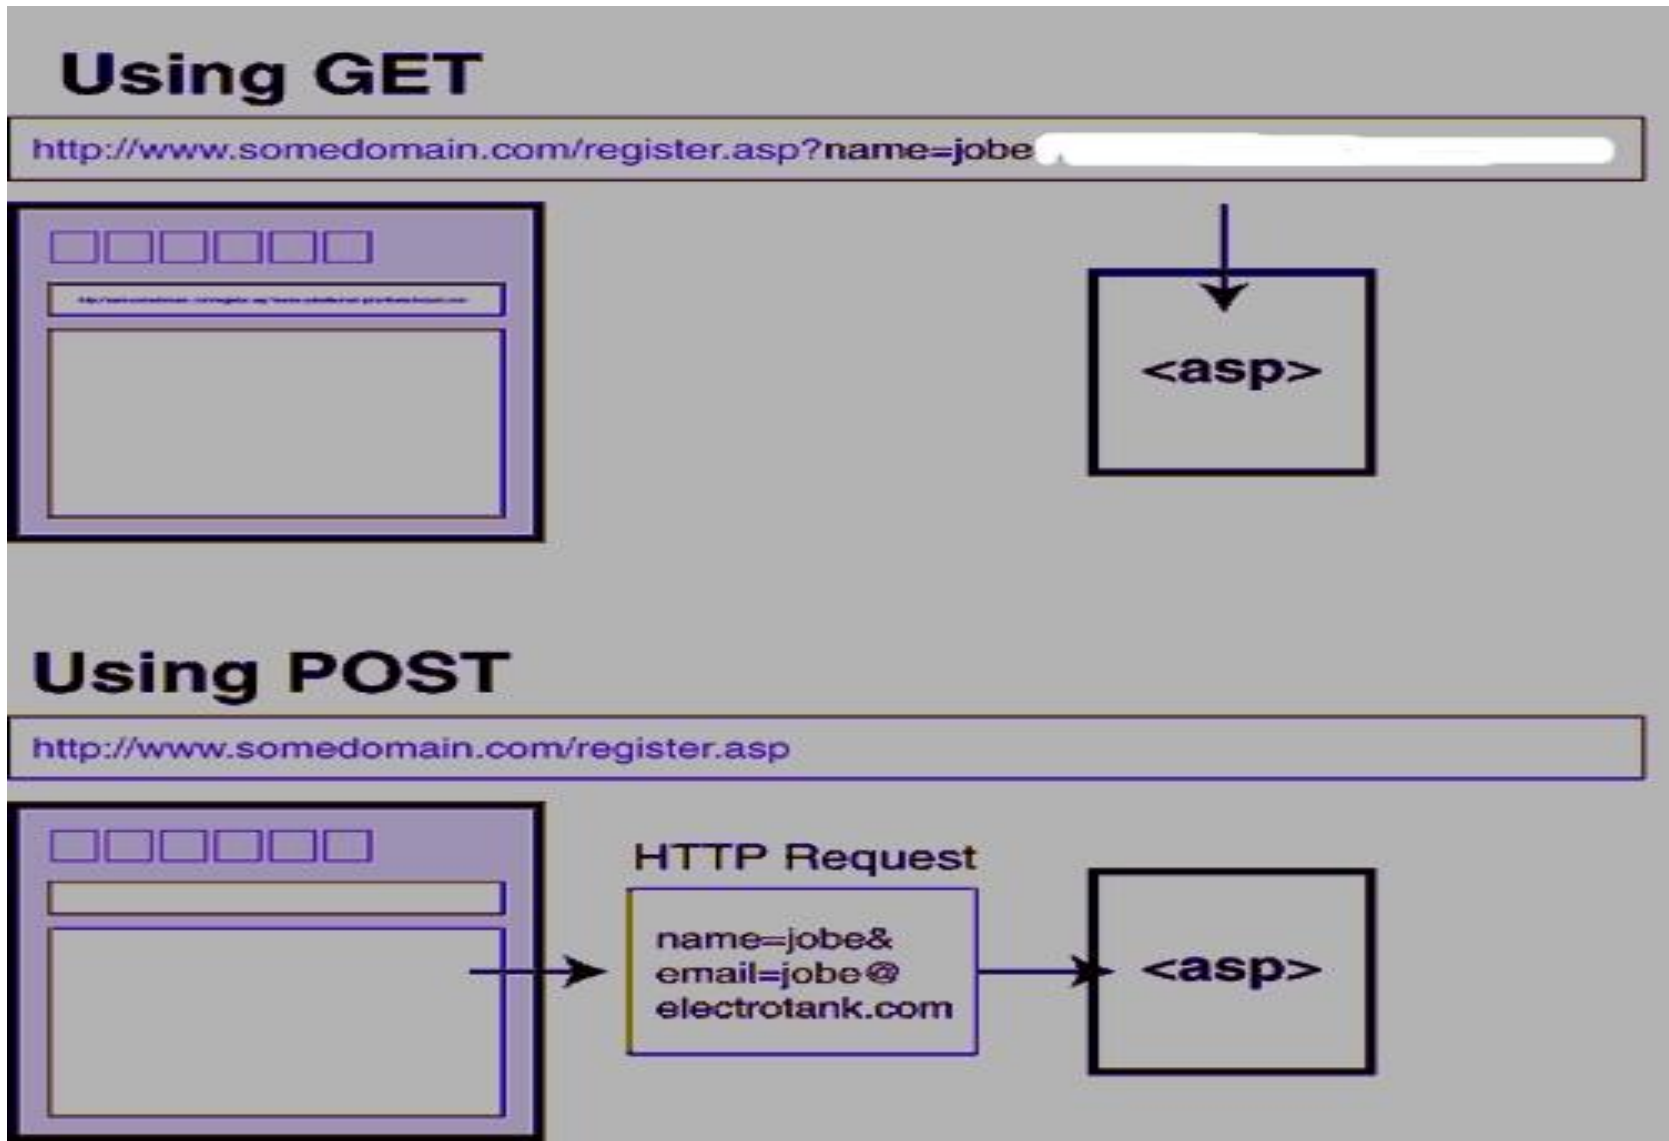 Using GET
http://www.somedomain.com/register.asp?name=jobe
<asp>
Using POST
http://www.somedomain.com/register.asp
HTTP Request
name=jobe&
email=jobe@
electrotank.com
<asp>